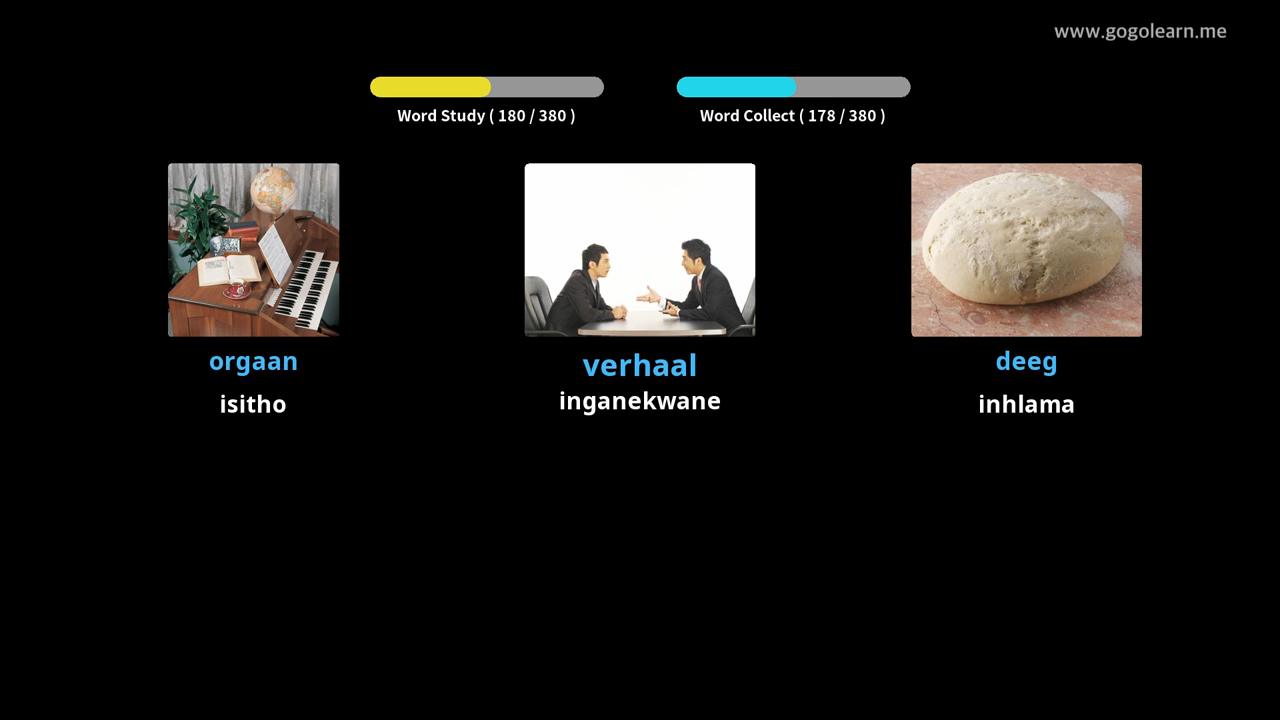 www.gogolearn.me
Word Study ( 180 / 380 )
Word Collect ( 178 / 380 )
orgaan
isitho
verhaal
inganekwane
deeg
inhlama